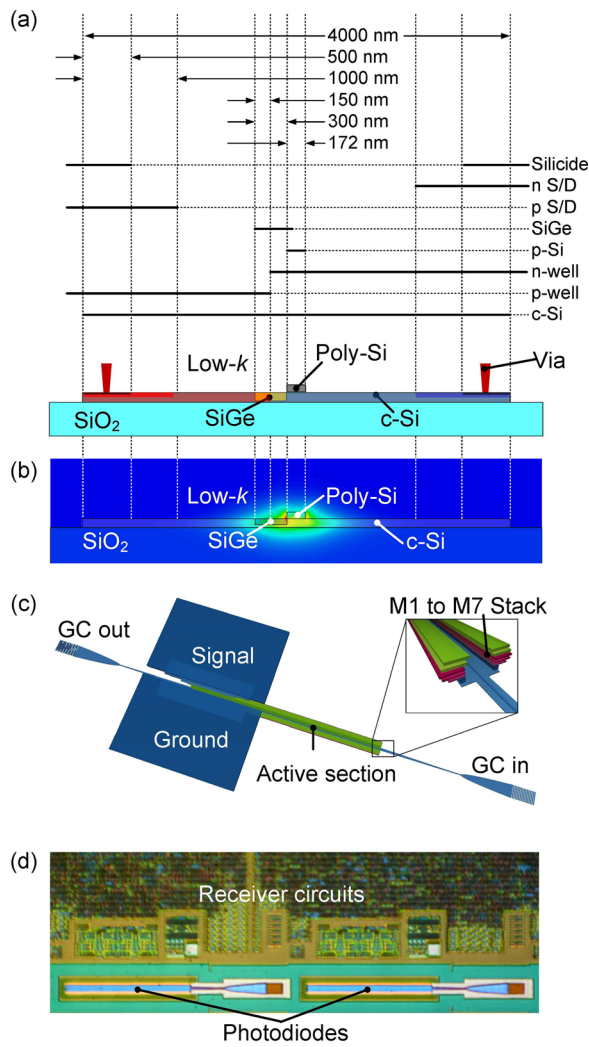 (a)
4000 nm
500 nm
1000 nm
150 nm
300 nm
172 nm
Silicide
n S/D
p S/D
SiGe
p-Si
n-well
p-well
c-Si
Low-k
Poly-Si
Via
SiO2
SiGe
c-Si
(b)
Low-k
Poly-Si
SiO2
SiGe
c-Si
(c)
M1 to M7 Stack
GC out
Signal
Ground
Active section
GC in
(d)
Receiver circuits
Photodiodes